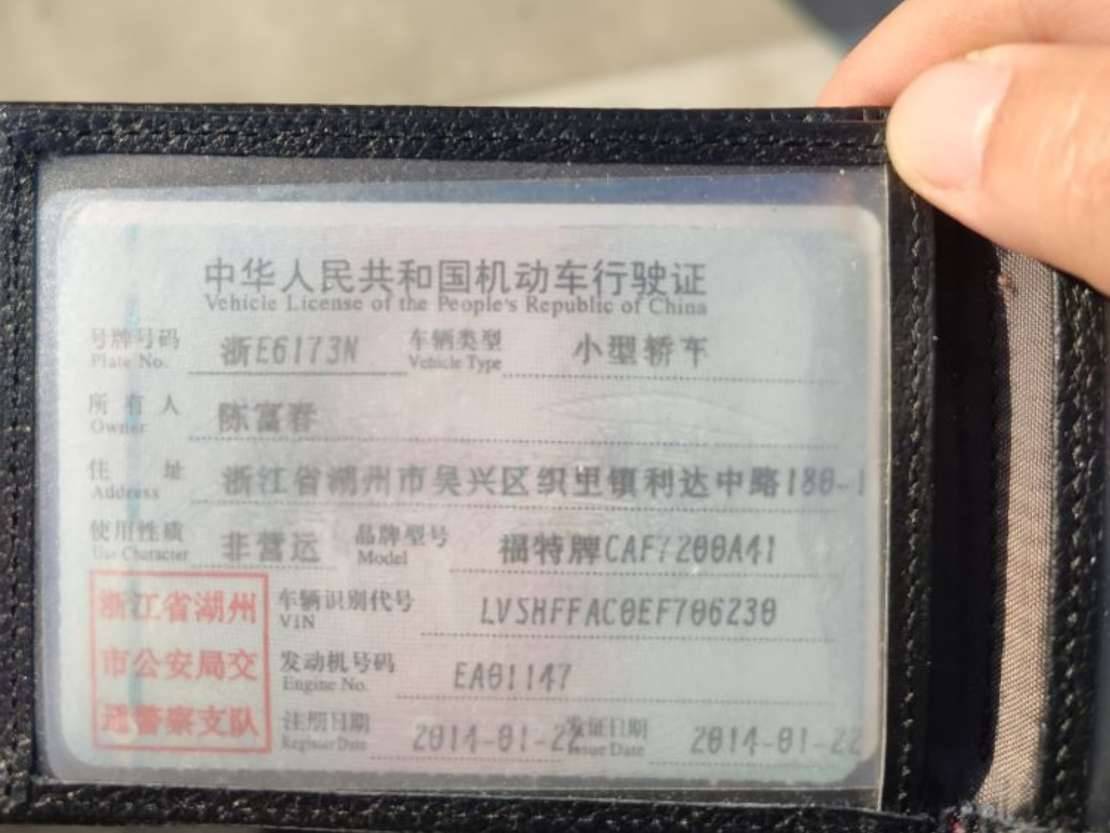 中华人民共和国机动车行驶证
Vehicle License of the People's Republic of China
号牌号码 浙E6173N 车辆类型 小型轿车
Plate No. Vehicle Type
所有人 陈富春
Owner
住址 浙江省湖州市吴兴区织里镇利达中路180-1
Address
使用性质 非营运 品牌型号 福特牌CAF7200A41
Use Character Model
车辆识别代号 LVSHFFAC0EF706230
VIN
发动机号码 EA01147
Engine No.
注册日期 2014-01-22 发证日期 2014-01-22
Register Date Issue Date
浙江省湖州
市公安局交
通警察支队